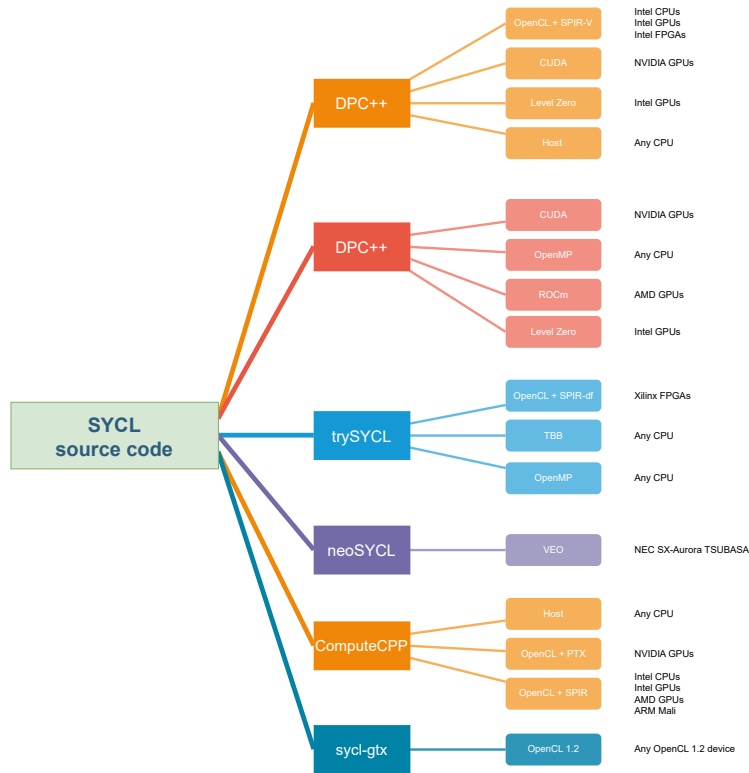 SYCL
source code
DPC++
OpenCL + SPIR-V
Intel CPUs
Intel GPUs
Intel FPGAs
CUDA
NVIDIA GPUs
Level Zero
Intel GPUs
Host
Any CPU
DPC++
CUDA
NVIDIA GPUs
OpenMP
Any CPU
ROCm
AMD GPUs
Level Zero
Intel GPUs
trySYCL
OpenCL + SPIR-df
Xilinx FPGAs
TBB
Any CPU
OpenMP
Any CPU
neoSYCL
VEO
NEC SX-Aurora TSUBASA
ComputeCPP
Host
Any CPU
OpenCL + PTX
NVIDIA GPUs
OpenCL + SPIR
Intel CPUs
Intel GPUs
AMD GPUs
ARM Mali
sycl-gtx
OpenCL 1.2
Any OpenCL 1.2 device